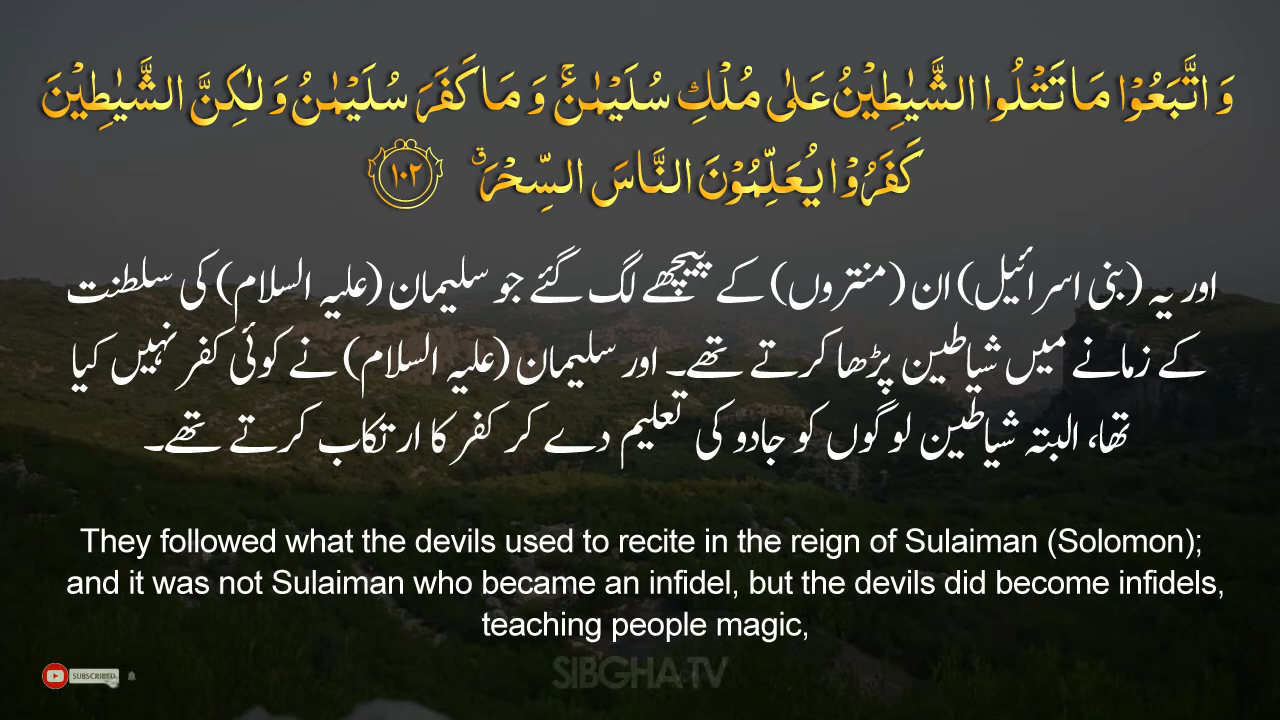 وَ اتَّبَعُوْا مَا تَتْلُوا الشَّيٰطِيْنُ عَلٰى مُلْكِ سُلَيْمٰنَۚ وَ مَا كَفَرَ سُلَيْمٰنُ وَ لٰكِنَّ الشَّيٰطِيْنَ
كَفَرُوْا يُعَلِّمُوْنَ النَّاسَ السِّحْرَۗ ۝۱۰۲
اور یہ (بنی اسرائیل) ان (منتروں) کے پیچھے لگ گئے جو سلیمان (علیہ السلام) کی سلطنت
کے زمانے میں شیاطین پڑھا کرتے تھے۔ اور سلیمان (علیہ السلام) نے کوئی کفر نہیں کیا
تھا، البتہ شیاطین لوگوں کو جادو کی تعلیم دے کر کفر کا ارتکاب کرتے تھے۔
They followed what the devils used to recite in the reign of Sulaiman (Solomon);
and it was not Sulaiman who became an infidel, but the devils did become infidels,
teaching people magic,
SUBSCRIBED
SIBGHA TV